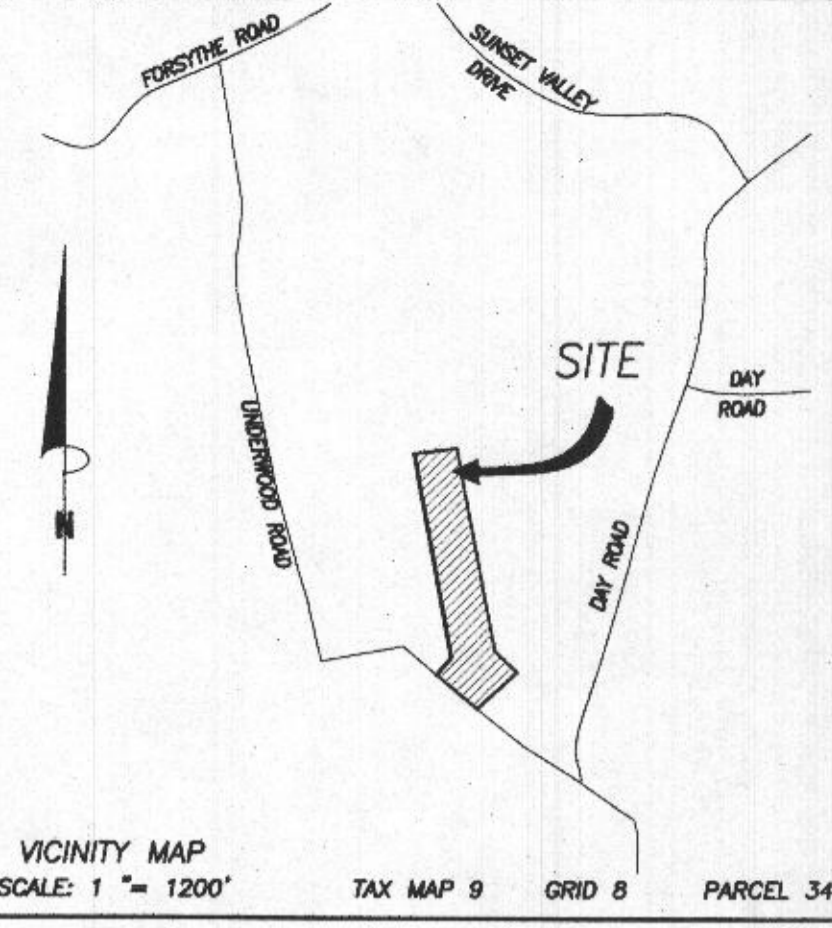 FORSYTHE ROAD
SUNSET VALLEY
DRIVE
SITE
DAY
ROAD
UNDERWOOD ROAD
N
DAY ROAD
VICINITY MAP
SCALE: 1 "= 1200'
TAX MAP 9 GRID 8 PARCEL 34